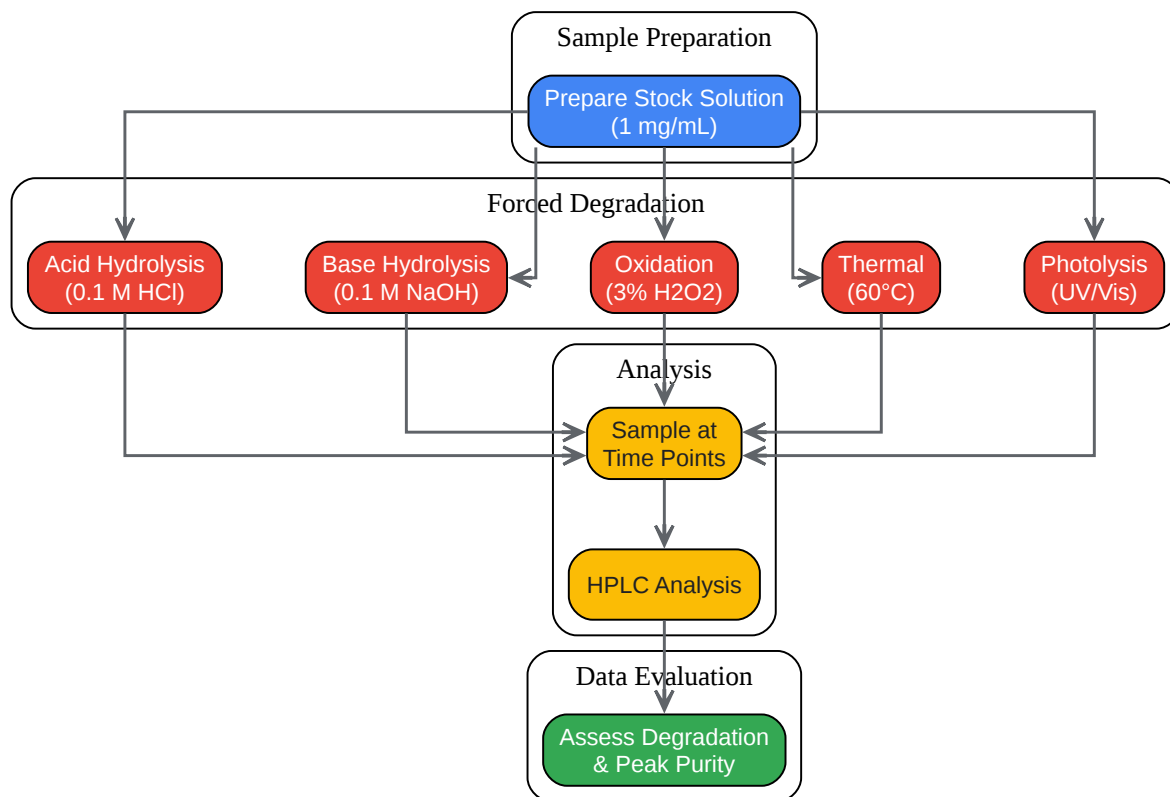 Sample Preparation
Prepare Stock Solution
(1 mg/mL)
Forced Degradation
Acid Hydrolysis
(0.1 M HCl)
Base Hydrolysis
(0.1 M NaOH)
Oxidation
(3% H2O2)
Thermal
(60°C)
Photolysis
(UV/Vis)
Analysis
Sample at
Time Points
HPLC Analysis
Data Evaluation
Assess Degradation
& Peak Purity